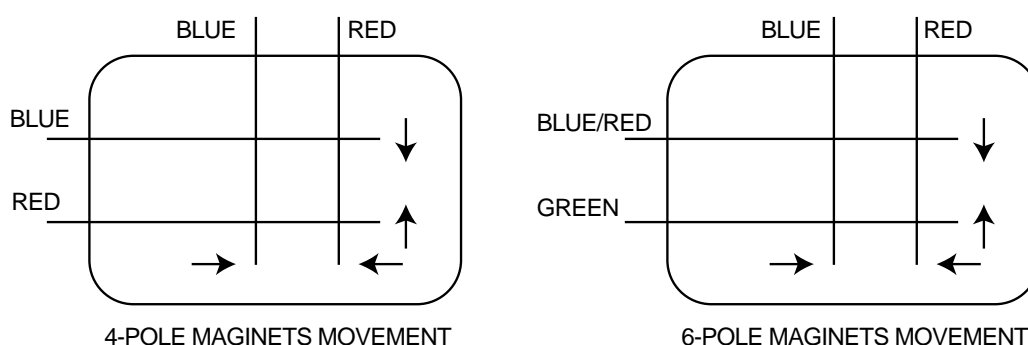 BLUE RED
BLUE
RED
4-POLE MAGINETS MOVEMENT
BLUE RED
BLUE/RED
GREEN
6-POLE MAGINETS MOVEMENT